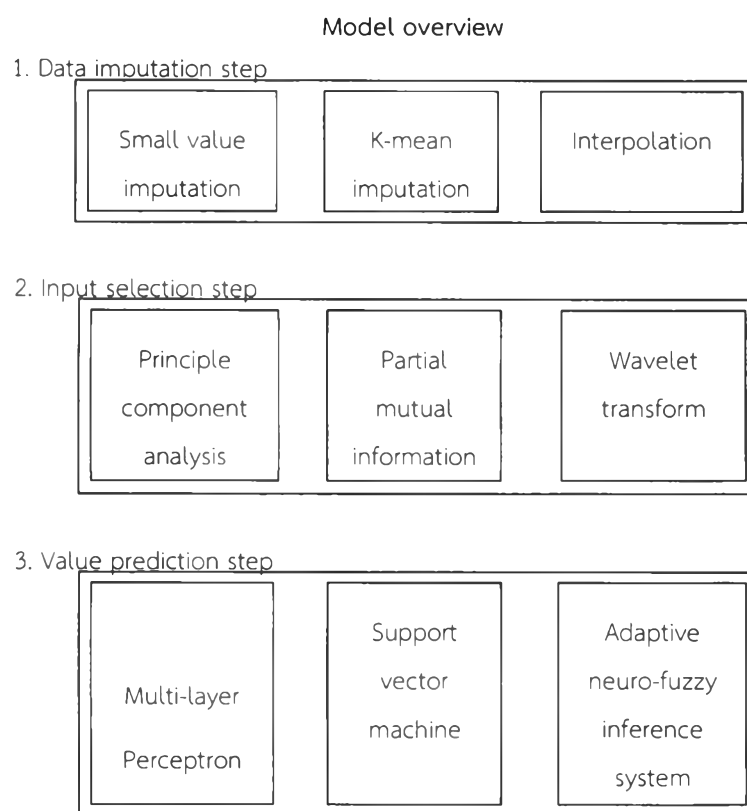 Model overview
1. Data imputation step
Small value
imputation
K-mean
imputation
Interpolation
2. Input selection step
Principle
component
analysis
Partial
mutual
information
Wavelet
transform
3. Value prediction step
Multi-layer
Perceptron
Support
vector
machine
Adaptive
neuro-fuzzy
inference
system